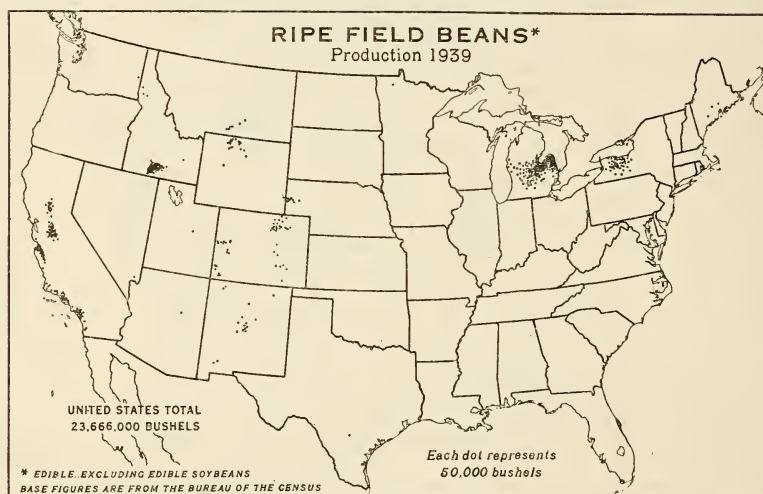 RIPE FIELD BEANS*
Production 1939
UNITED STATES TOTAL
23,666,000 BUSHELS
Each dot represents
50,000 bushels
* EDIBLE..EXCLUDING EDIBLE SOYBEANS
BASE FIGURES ARE FROM THE BUREAU OF THE CENSUS